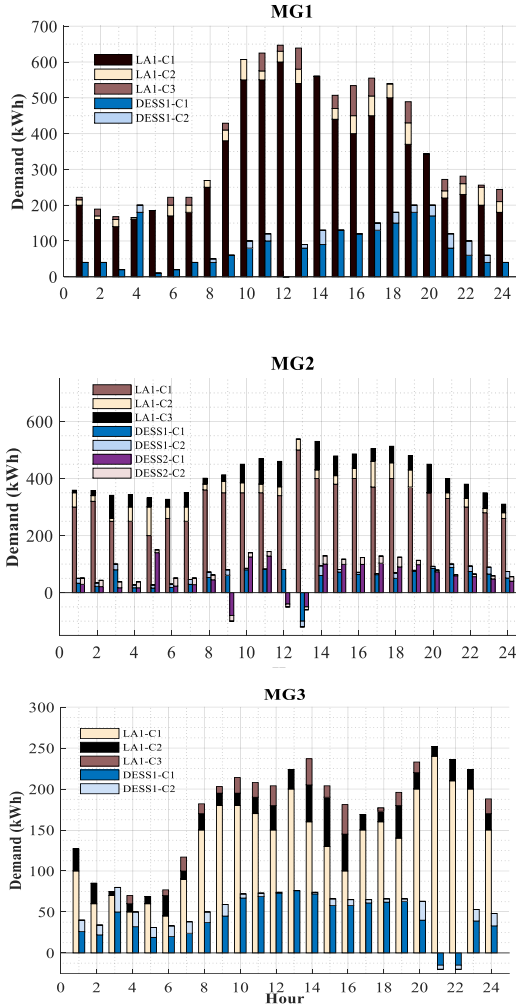 MG1
700
600
500
400
300
200
100
0
Demand (kWh)
LA1-C1
LA1-C2
LA1-C3
DESS1-C1
DESS1-C2
0 2 4 6 8 10 12 14 16 18 20 22 24
MG2
600
400
200
0
Demand (kWh)
LA1-C1
LA1-C2
LA1-C3
DESS1-C1
DESS1-C2
DESS2-C1
DESS2-C2
0 2 4 6 8 10 12 14 16 18 20 22 24
MG3
300
250
200
150
100
50
0
Demand (kWh)
LA1-C1
LA1-C2
LA1-C3
DESS1-C1
DESS1-C2
0 2 4 6 8 10 12 14 16 18 20 22 24
Hour